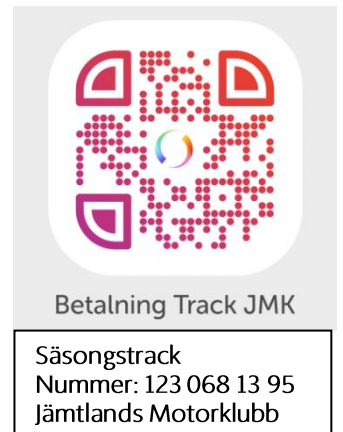 Betalning Track JMK
Säsongstrack
Nummer: 123 068 13 95
Jämtlands Motorklubb